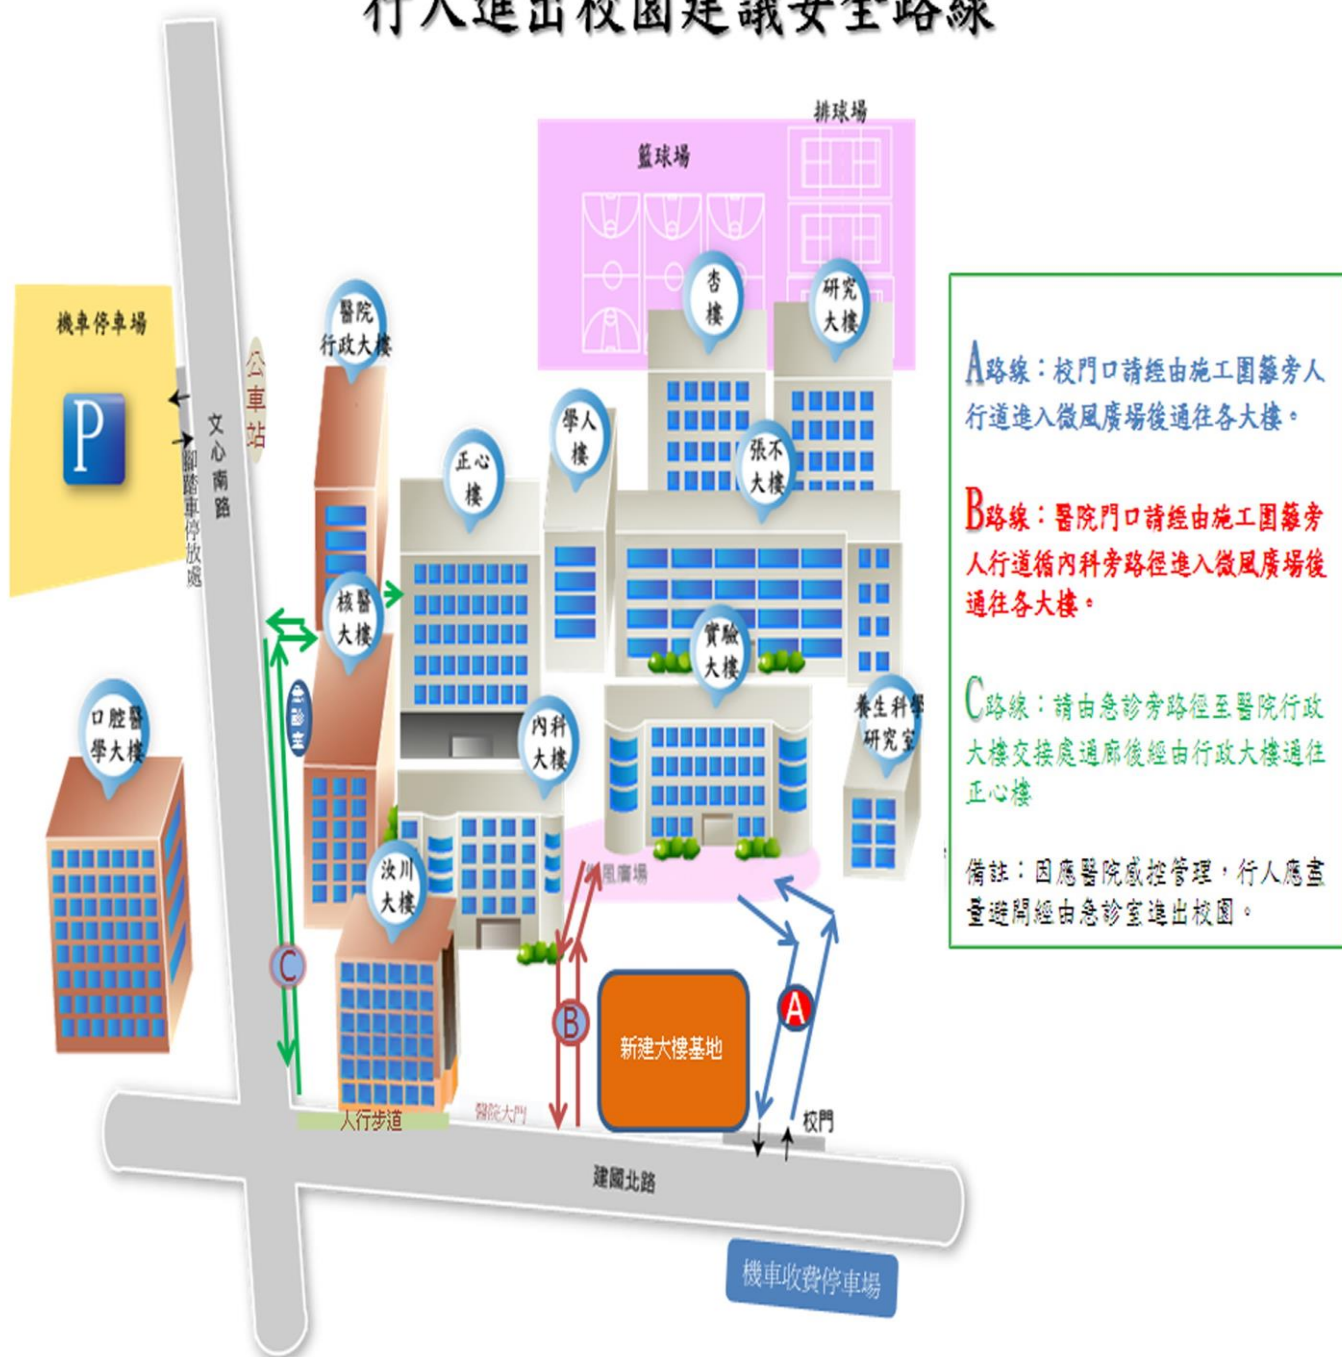 行人進出校園建議安全路線
排球場
籃球場
杏
樓
研究
大樓
醫院
行政大樓
機車停車場
公車站
P
文心南路
學人
樓
正心
樓
張不
大樓
腳踏車停放處
核醫
大樓
實驗
大樓
急診室
口腔醫
學大樓
內科
大樓
養生科學
研究室
汝川
大樓
風廣場
C
B
A
新建大樓基地
人行步道
醫院大門
校門
建國北路
機車收費停車場
A路線：校門口請經由施工圍籬旁人
行道進入微風廣場後通往各大樓。
B路線：醫院門口請經由施工圍籬旁
人行道循內科旁路徑進入微風廣場後
通往各大樓。
C路線：請由急診旁路徑至醫院行政
大樓交接處通廊後經由行政大樓通往
正心樓
備註：因應醫院感控管理，行人應盡
量避開經由急診室進出校園。